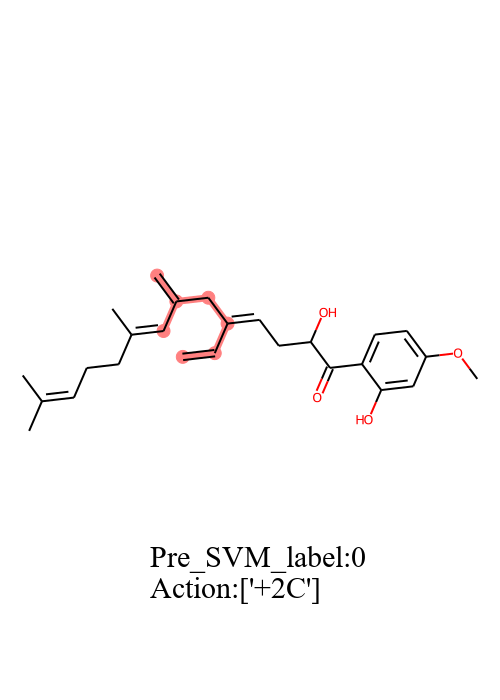 OH
O
O
HO
Pre_SVM_label:0
Action:['+2C']